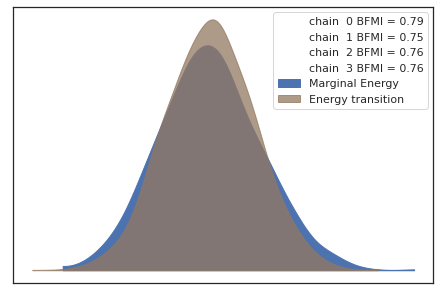 chain  0 BFMI = 0.79
chain  1 BFMI = 0.75
chain  2 BFMI = 0.76
chain  3 BFMI = 0.76
Marginal Energy
Energy transition